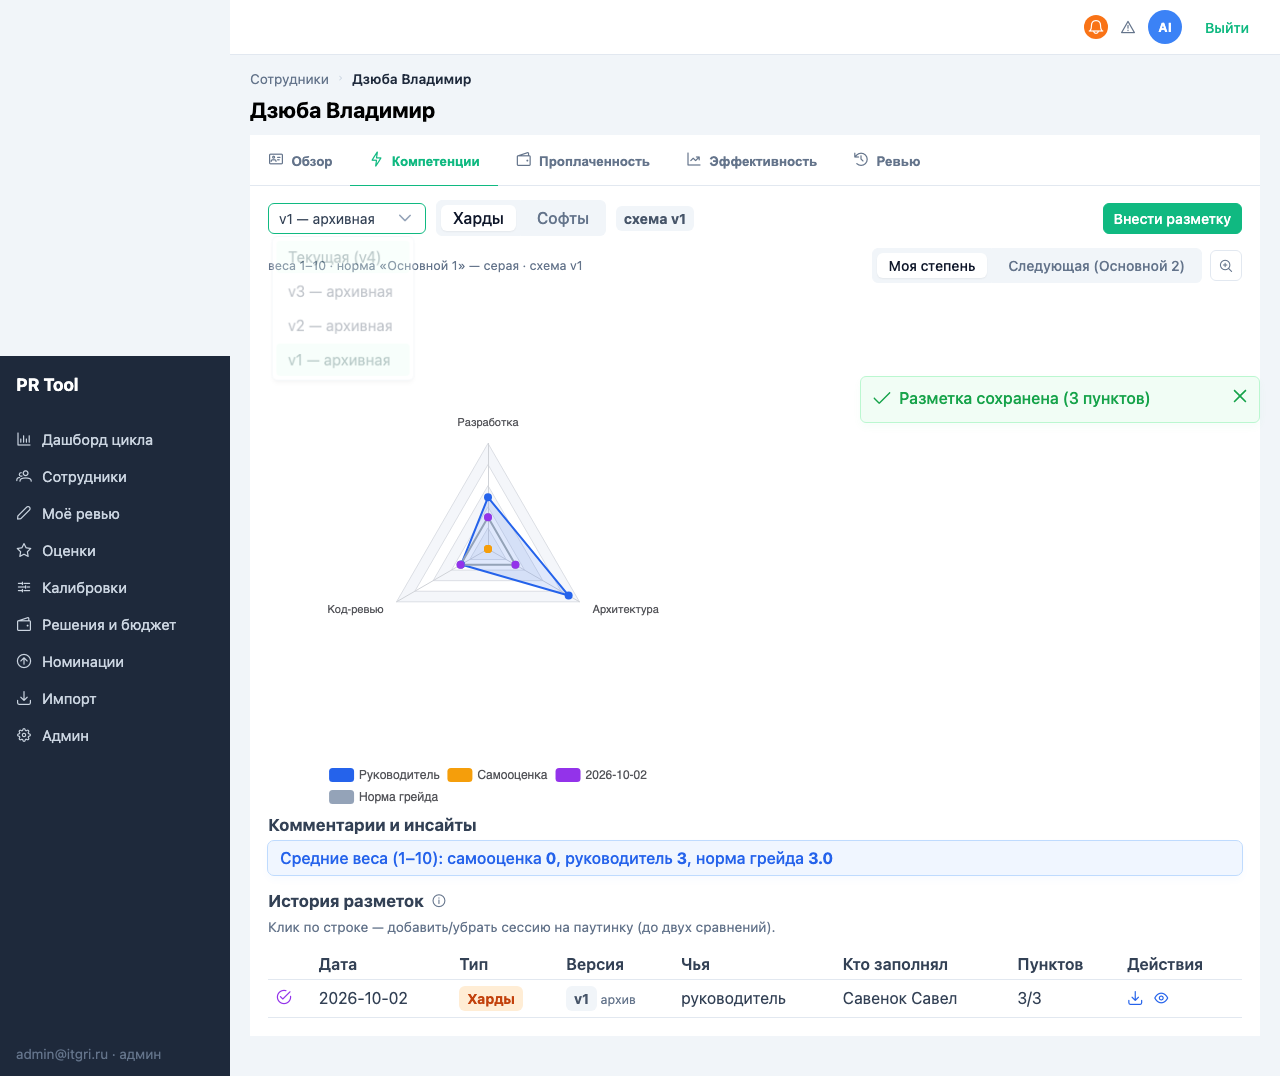 AI
Выйти
Сотрудники
Дзюба Владимир
Дзюба Владимир
Обзор
Компетенции
Проплаченность
Эффективность
Ревью
v1 — архивная
Харды
Софты
схема v1
Внести разметку
Текущая (v4)
веса 1–10 · норма «Основной 1» — серая · схема v1
Моя степень
Следующая (Основной 2)
v3 — архивная
v2 — архивная
v1 — архивная
Разметка сохранена (3 пунктов)
PR Tool
Дашборд цикла
Сотрудники
Моё ревью
Оценки
Калибровки
Решения и бюджет
Номинации
Импорт
Админ
admin@itgri.ru · админ
Разработка
Код-ревью
Архитектура
Руководитель
Самооценка
2026-10-02
Норма грейда
Комментарии и инсайты
Средние веса (1–10): самооценка 0, руководитель 3, норма грейда 3.0
История разметок
Клик по строке — добавить/убрать сессию на паутинку (до двух сравнений).
Дата Тип Версия Чья Кто заполнял Пунктов Действия
2026-10-02 Харды v1 архив руководитель Савенок Савел 3/3